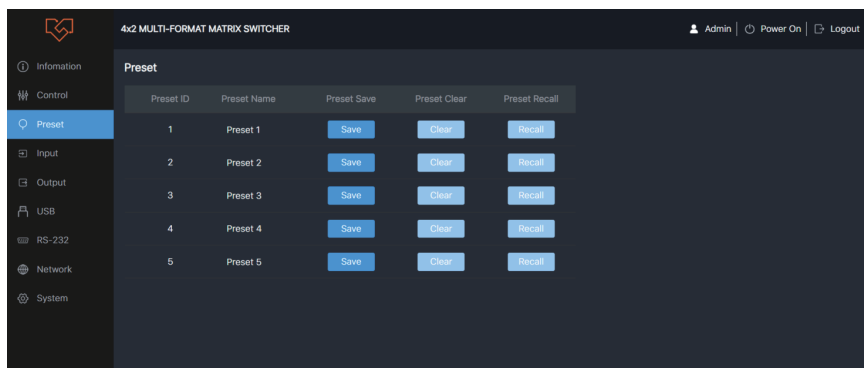 4x2 MULTI-FORMAT MATRIX SWITCHER
Admin | Power On | Logout
Infomation
Control
Preset
Input
Output
USB
RS-232
Network
System
Preset
Preset ID Preset Name Preset Save Preset Clear Preset Recall
1 Preset 1 Save Clear Recall
2 Preset 2 Save Clear Recall
3 Preset 3 Save Clear Recall
4 Preset 4 Save Clear Recall
5 Preset 5 Save Clear Recall